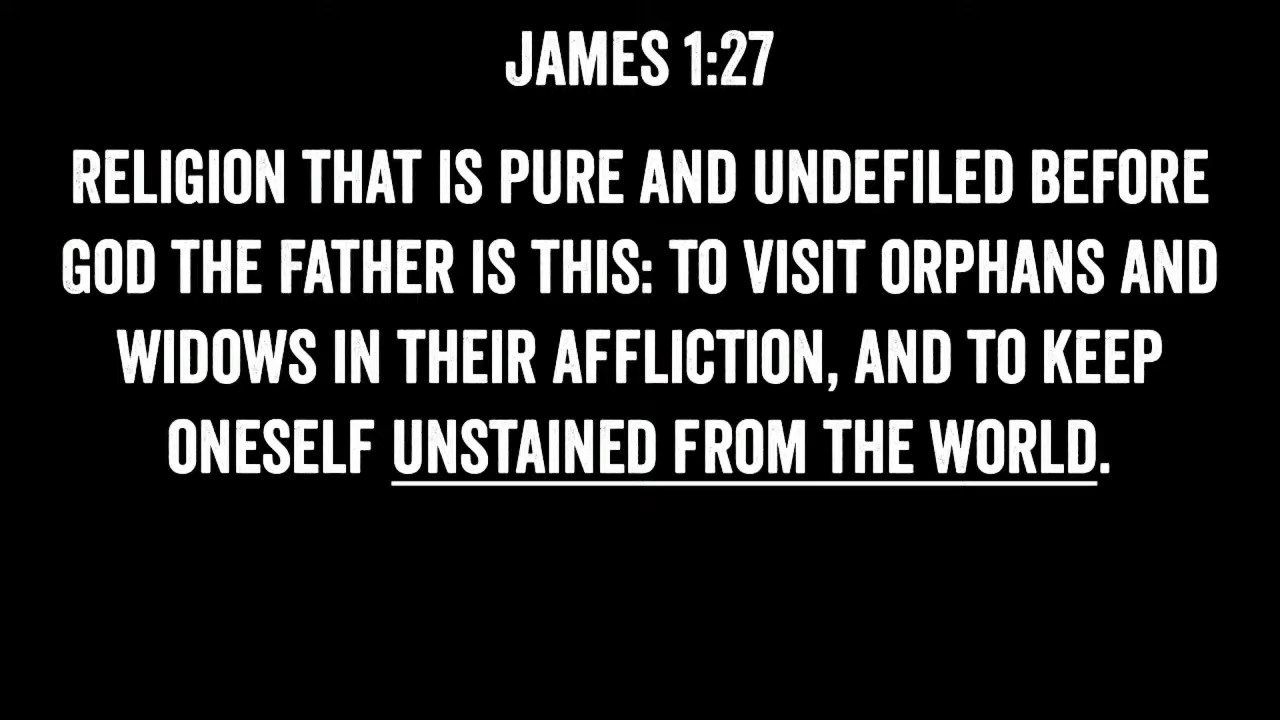 JAMES 1:27
RELIGION THAT IS PURE AND UNDEFILED BEFORE
GOD THE FATHER IS THIS: TO VISIT ORPHANS AND
WIDOWS IN THEIR AFFLICTION, AND TO KEEP
ONESELF UNSTAINED FROM THE WORLD.